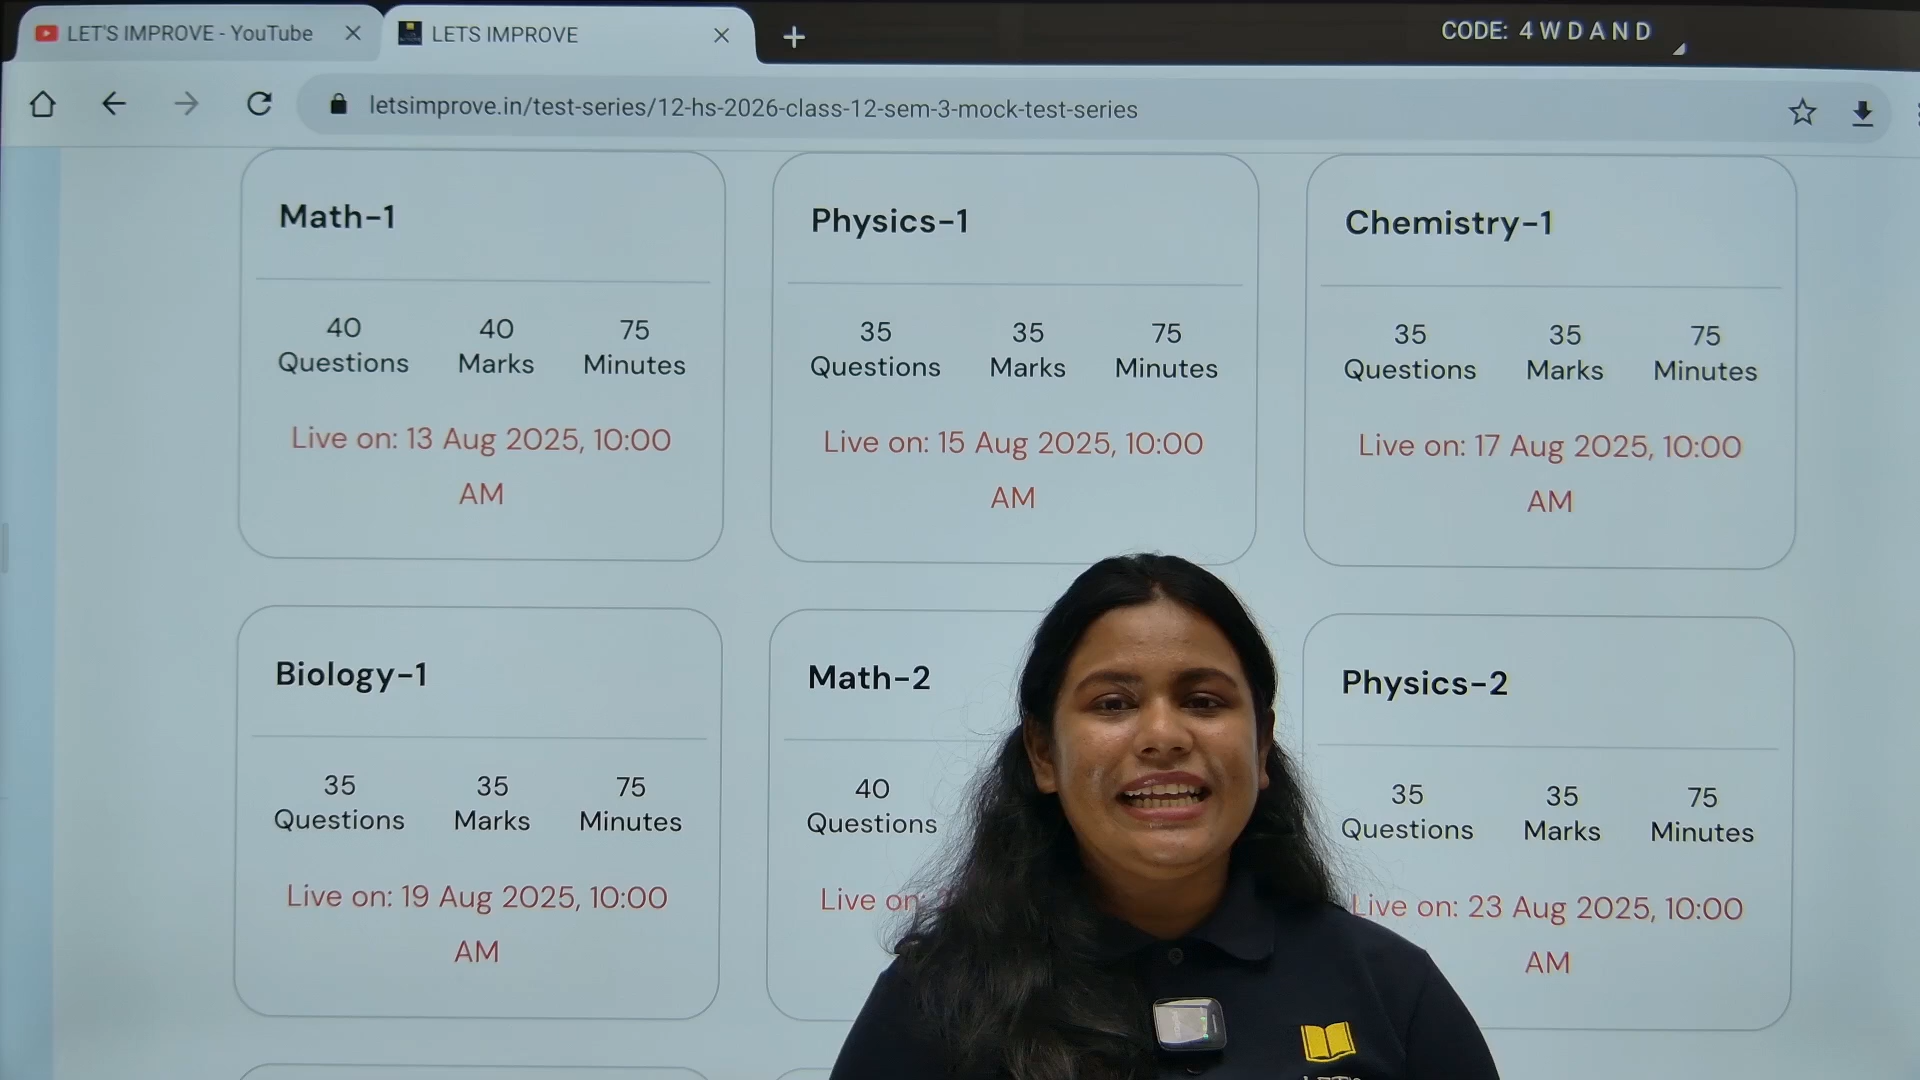 LET'S IMPROVE - YouTube
LETS IMPROVE
CODE: 4WDAND
letsimprove.in/test-series/12-hs-2026-class-12-sem-3-mock-test-series
Math-1
40 Questions
40 Marks
75 Minutes
Live on: 13 Aug 2025, 10:00
AM
Physics-1
35 Questions
35 Marks
75 Minutes
Live on: 15 Aug 2025, 10:00
AM
Chemistry-1
35 Questions
35 Marks
75 Minutes
Live on: 17 Aug 2025, 10:00
AM
Biology-1
35 Questions
35 Marks
75 Minutes
Live on: 19 Aug 2025, 10:00
AM
Math-2
40 Questions
Live on:
Physics-2
35 Questions
35 Marks
75 Minutes
Live on: 23 Aug 2025, 10:00
AM